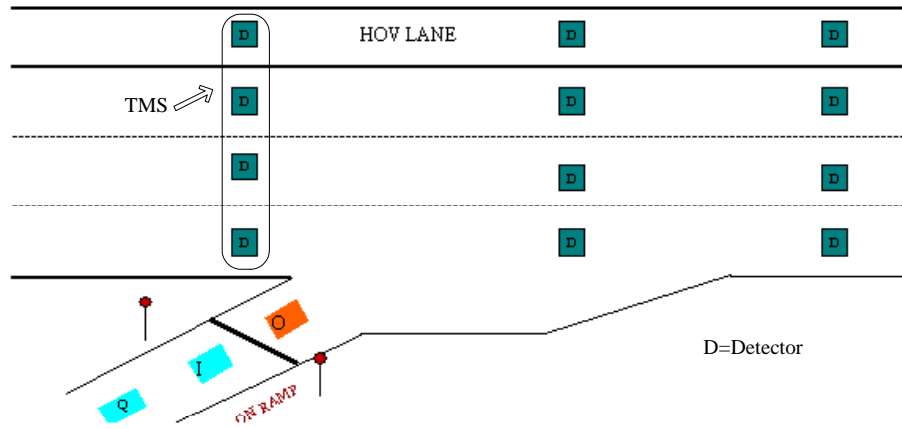 D HOV LANE D D
TMS D D D
D D D
D D D
O
I
Q
ON RAMP
D=Detector